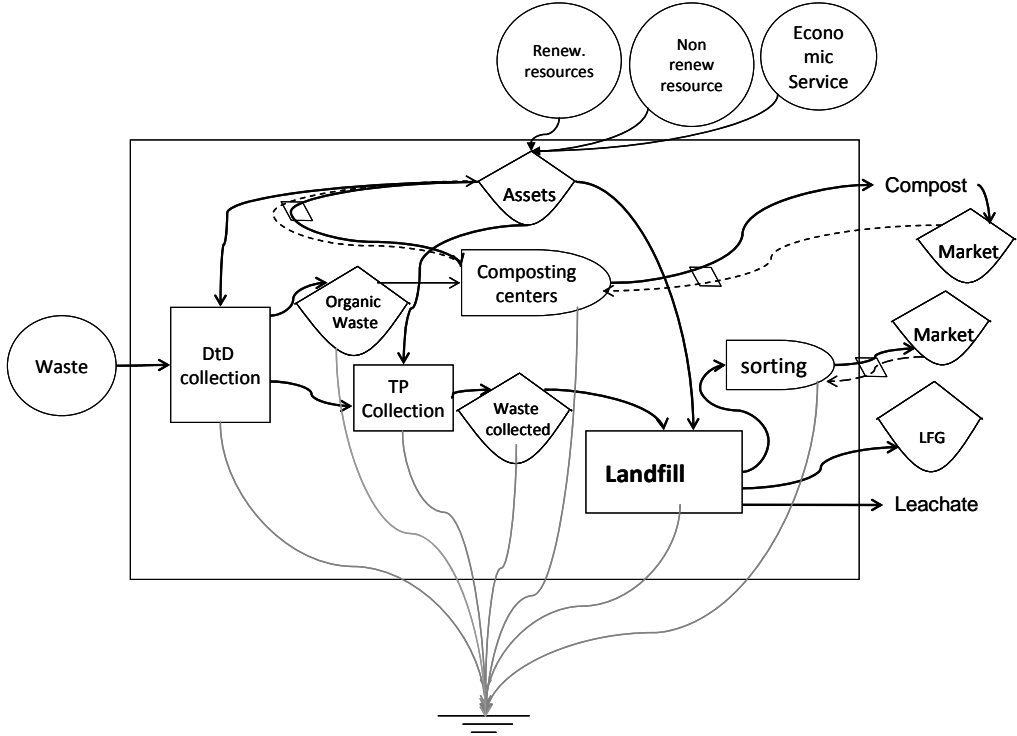 Renew.
resources
Non
renew
resource
Econo
mic
Service
Assets
Compost
Market
Composting
centers
Organic
Waste
Market
Waste
DtD
collection
sorting
TP
Collection
Waste
collected
LFG
Landfill
Leachate